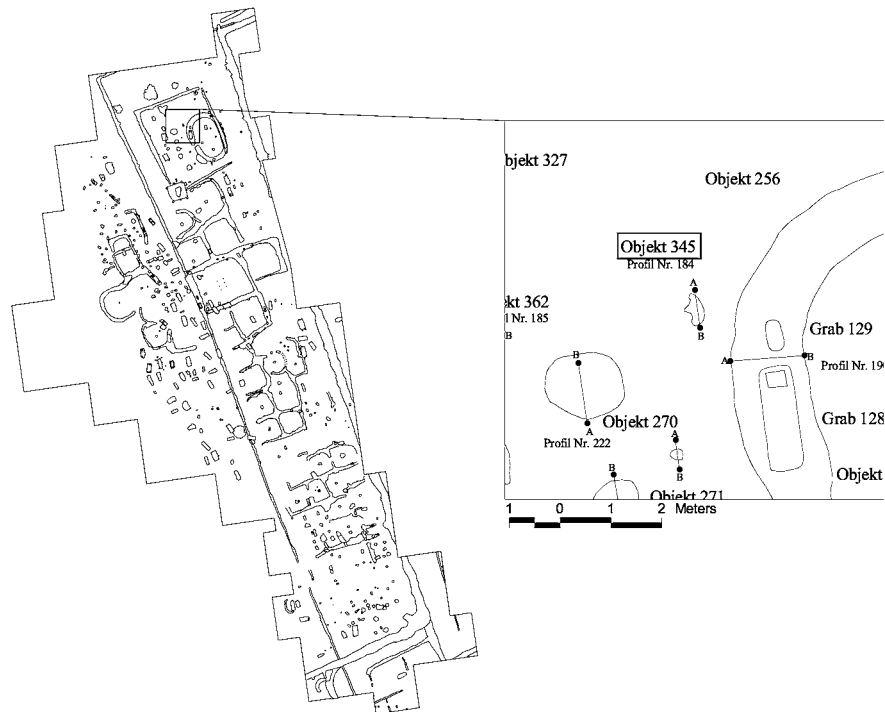 bjekt 327
Objekt 256
Objekt 345
Profil Nr. 184
A
kt 362
l Nr. 185
B
B
Grab 129
A
B
Profil Nr. 190
B
Objekt 270
A
Profil Nr. 222
A
Grab 128
B
B
Objekt
Objekt 271
1 0 1 2 Meters